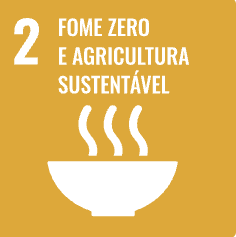 2
FOME ZERO
E AGRICULTURA
SUSTENTÁVEL